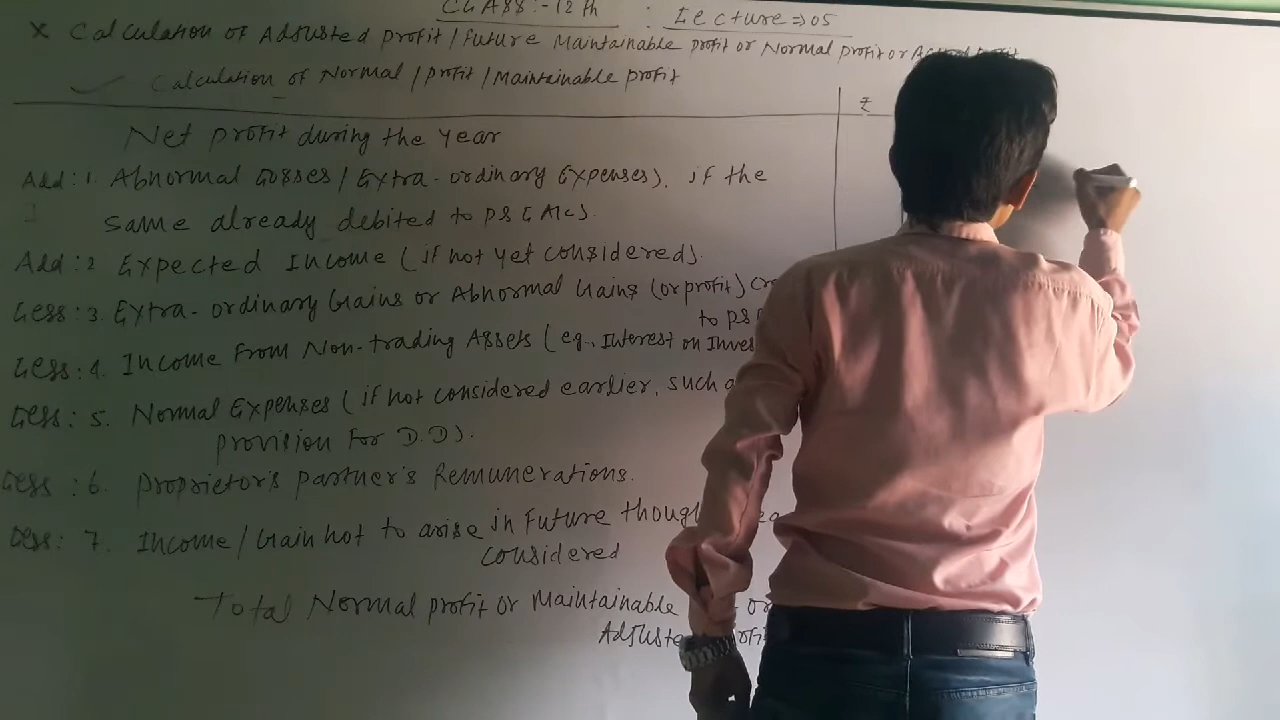 CLASS:-12th : Lecture⇒05
× Calculation of Adjusted profit/Future Maintainable profit or Normal profit or
✓ Calculation of Normal/profit/Maintainable profit
₹
Net profit during the year
Add: 1. Abnormal Losses/Extra-ordinary Expenses), if the
same already debited to P&L A/c).
Add: 2 Expected Income (if not yet considered).
Less: 3. Extra-ordinary Gains or Abnormal Gains (or profit)
to P&
Less: 4. Income From Non-trading Assets (eg., Interest on Inves
Less: 5. Normal Expenses (if not considered earlier, such a
provision For D.D).
Less: 6. proprietor's partner's Remunerations.
Less: 7. Income/Gain not to arise in Future though
considered
Total Normal profit or Maintainable or
Adjusted